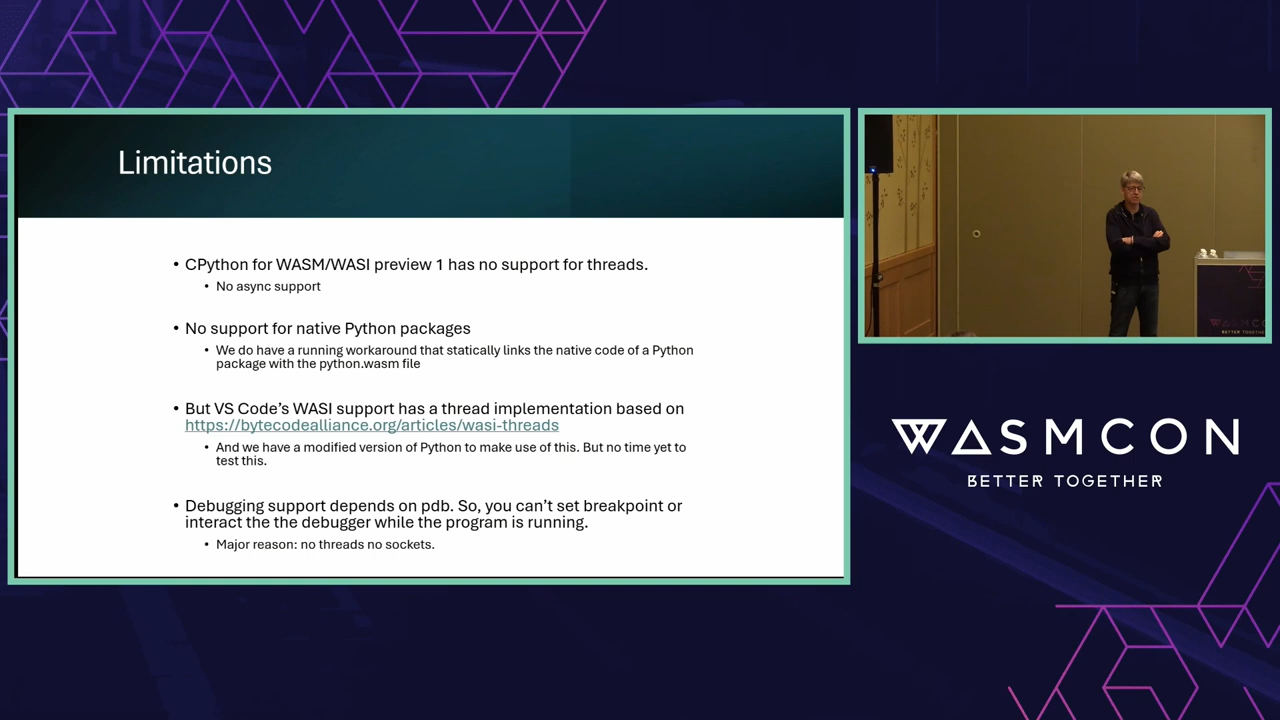 Limitations
• CPython for WASM/WASI preview 1 has no support for threads.
• No async support
• No support for native Python packages
• We do have a running workaround that statically links the native code of a Python
package with the python.wasm file
• But VS Code's WASI support has a thread implementation based on
https://bytecodealliance.org/articles/wasi-threads
• And we have a modified version of Python to make use of this. But no time yet to
test this.
• Debugging support depends on pdb. So, you can't set breakpoint or
interact the the debugger while the program is running.
• Major reason: no threads no sockets.
WASMCON
BETTER TOGETHER